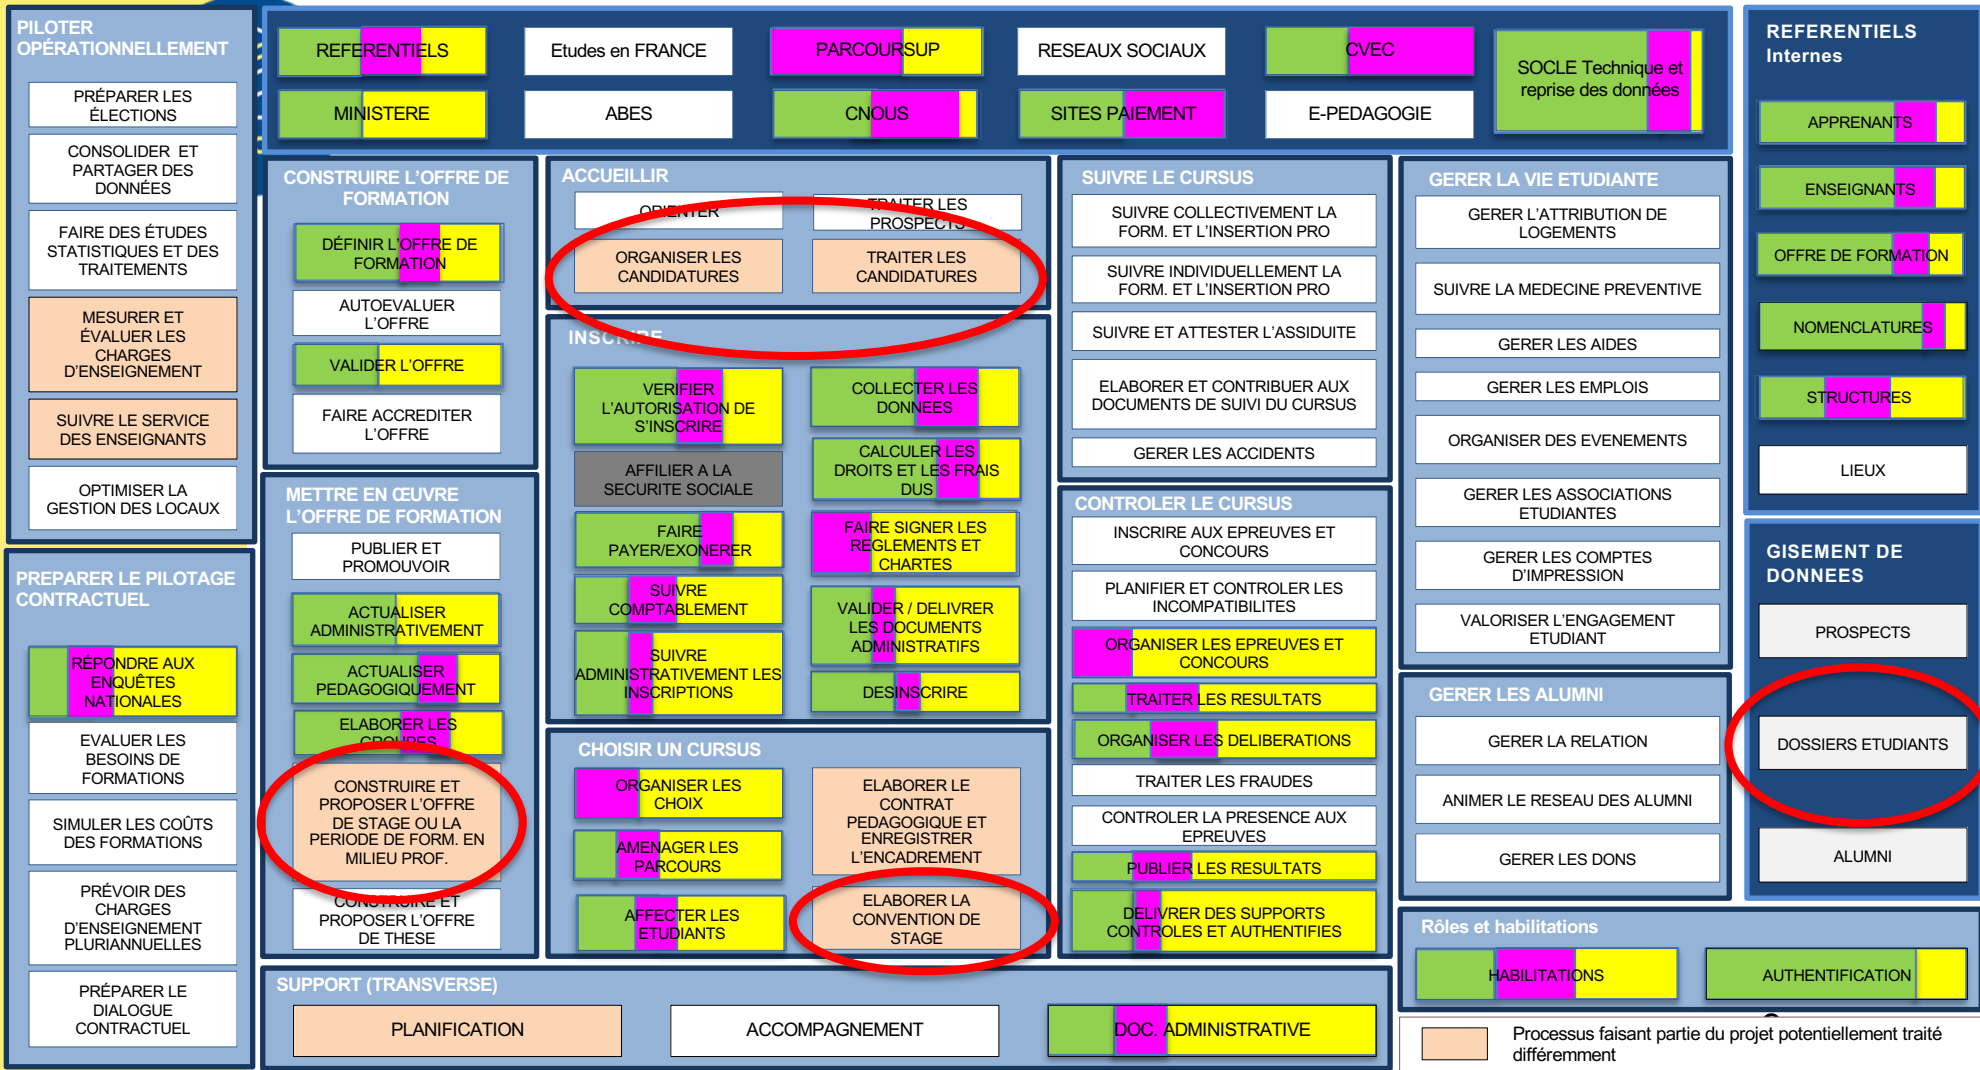 PILOTER
OPÉRATIONNELLEMENT
PRÉPARER LES
ÉLECTIONS
CONSOLIDER ET
PARTAGER DES
DONNÉES
FAIRE DES ÉTUDES
STATISTIQUES ET DES
TRAITEMENTS
MESURER ET
ÉVALUER LES
CHARGES
D'ENSEIGNEMENT
SUIVRE LE SERVICE
DES ENSEIGNANTS
OPTIMISER LA
GESTION DES LOCAUX
PREPARER LE PILOTAGE
CONTRACTUEL
RÉPONDRE AUX
ENQUÊTES
NATIONALES
EVALUER LES
BESOINS DE
FORMATIONS
SIMULER LES COÛTS
DES FORMATIONS
PRÉVOIR DES
CHARGES
D'ENSEIGNEMENT
PLURIANNUELLES
PRÉPARER LE
DIALOGUE
CONTRACTUEL
REFERENTIELS
Etudes en FRANCE
PARCOURSUP
RESEAUX SOCIAUX
CVEC
SOCLE Technique et
reprise des données
MINISTERE
ABES
CNOUS
SITES PAIEMENT
E-PEDAGOGIE
CONSTRUIRE L'OFFRE DE
FORMATION
DÉFINIR L'OFFRE DE
FORMATION
AUTOEVALUER
L'OFFRE
VALIDER L'OFFRE
FAIRE ACCREDITER
L'OFFRE
METTRE EN ŒUVRE
L'OFFRE DE FORMATION
PUBLIER ET
PROMOUVOIR
ACTUALISER
ADMINISTRATIVEMENT
ACTUALISER
PEDAGOGIQUEMENT
ELABORER LES
GROUPES
CONSTRUIRE ET
PROPOSER L'OFFRE
DE STAGE OU LA
PERIODE DE FORM. EN
MILIEU PROF.
CONSTRUIRE ET
PROPOSER L'OFFRE
DE THESE
ACCUEILLIR
ORIENTER
TRAITER LES
PROSPECTS
ORGANISER LES
CANDIDATURES
TRAITER LES
CANDIDATURES
INSCRIRE
VERIFIER
L'AUTORISATION DE
S'INSCRIRE
COLLECTER LES
DONNEES
AFFILIER A LA
SECURITE SOCIALE
CALCULER LES
DROITS ET LES FRAIS
DUS
FAIRE
PAYER/EXONERER
FAIRE SIGNER LES
REGLEMENTS ET
CHARTES
SUIVRE
COMPTABLEMENT
VALIDER / DELIVRER
LES DOCUMENTS
ADMINISTRATIFS
SUIVRE
ADMINISTRATIVEMENT LES
INSCRIPTIONS
DESINSCRIRE
CHOISIR UN CURSUS
ORGANISER LES
CHOIX
ELABORER LE
CONTRAT
PEDAGOGIQUE ET
ENREGISTRER
L'ENCADREMENT
AMENAGER LES
PARCOURS
AFFECTER LES
ETUDIANTS
ELABORER LA
CONVENTION DE
STAGE
SUIVRE LE CURSUS
SUIVRE COLLECTIVEMENT LA
FORM. ET L'INSERTION PRO
SUIVRE INDIVIDUELLEMENT LA
FORM. ET L'INSERTION PRO
SUIVRE ET ATTESTER L'ASSIDUITE
ELABORER ET CONTRIBUER AUX
DOCUMENTS DE SUIVI DU CURSUS
GERER LES ACCIDENTS
CONTROLER LE CURSUS
INSCRIRE AUX EPREUVES ET
CONCOURS
PLANIFIER ET CONTROLER LES
INCOMPATIBILITES
ORGANISER LES EPREUVES ET
CONCOURS
TRAITER LES RESULTATS
ORGANISER LES DELIBERATIONS
TRAITER LES FRAUDES
CONTROLER LA PRESENCE AUX
EPREUVES
PUBLIER LES RESULTATS
DELIVRER DES SUPPORTS
CONTROLES ET AUTHENTIFIES
GERER LA VIE ETUDIANTE
GERER L'ATTRIBUTION DE
LOGEMENTS
SUIVRE LA MEDECINE PREVENTIVE
GERER LES AIDES
GERER LES EMPLOIS
ORGANISER DES EVENEMENTS
GERER LES ASSOCIATIONS
ETUDIANTES
GERER LES COMPTES
D'IMPRESSION
VALORISER L'ENGAGEMENT
ETUDIANT
GERER LES ALUMNI
GERER LA RELATION
ANIMER LE RESEAU DES ALUMNI
GERER LES DONS
REFERENTIELS
Internes
APPRENANTS
ENSEIGNANTS
OFFRE DE FORMATION
NOMENCLATURES
STRUCTURES
LIEUX
GISEMENT DE
DONNEES
PROSPECTS
DOSSIERS ETUDIANTS
ALUMNI
Rôles et habilitations
HABILITATIONS
AUTHENTIFICATION
SUPPORT (TRANSVERSE)
PLANIFICATION
ACCOMPAGNEMENT
DOC. ADMINISTRATIVE
Processus faisant partie du projet potentiellement traité
différemment